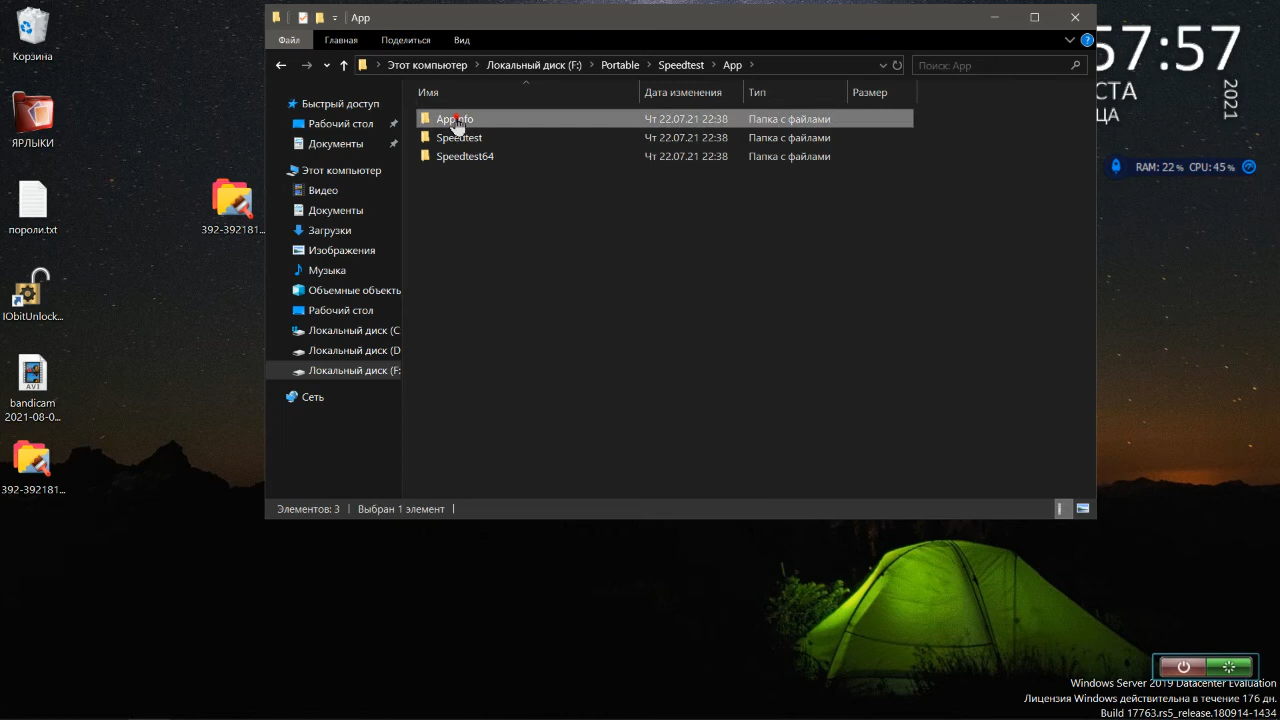 Корзина
ЯРЛЫКИ
пороли.txt
IObitUnlock...
bandicam
2021-08-0...
392-392181...
392-392181...
App
Файл
Главная
Поделиться
Вид
Этот компьютер
Локальный диск (F:)
Portable
Speedtest
App
Поиск: App
Имя
Дата изменения
Тип
Размер
AppInfo Чт 22.07.21 22:38 Папка с файлами
Speedtest Чт 22.07.21 22:38 Папка с файлами
Speedtest64 Чт 22.07.21 22:38 Папка с файлами
Быстрый доступ
Рабочий стол
Документы
Этот компьютер
Видео
Документы
Загрузки
Изображения
Музыка
Объемные объекть
Рабочий стол
Локальный диск (C
Локальный диск (D
Локальный диск (F:
Сеть
Элементов: 3
Выбран 1 элемент
57:57
СТА
ЦА
2021
RAM: 22 % CPU: 45 %
Windows Server 2019 Datacenter Evaluation
Лицензия Windows действительна в течение 176 дн.
Build 17763.rs5_release.180914-1434